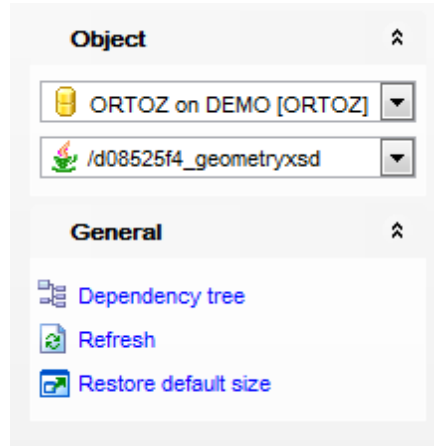 Object
ORTOZ on DEMO [ORTOZ]
/d08525f4_geometryxsd
General
Dependency tree
Refresh
Restore default size